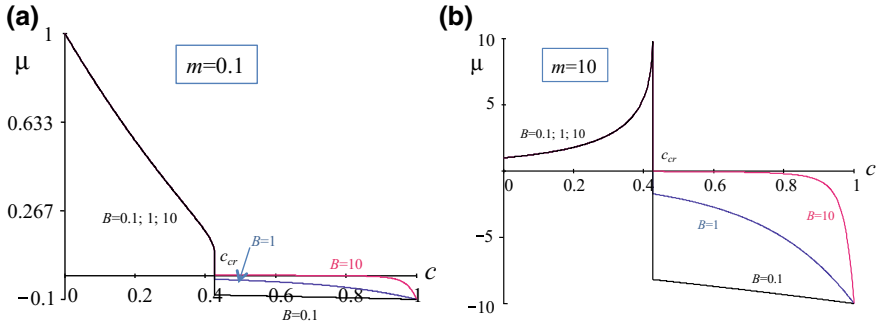 (a)
1
μ
m=0.1
0.633
0.267
B=0.1; 1; 10
c_cr
B=1
B=10
c
0
0.2
0.4
0.6
0.8
1
−0.1
B=0.1
(b)
10
μ
m=10
5
B=0.1; 1; 10
c_cr
c
0
0.2
0.4
0.6
0.8
1
B=1
B=10
−5
B=0.1
−10